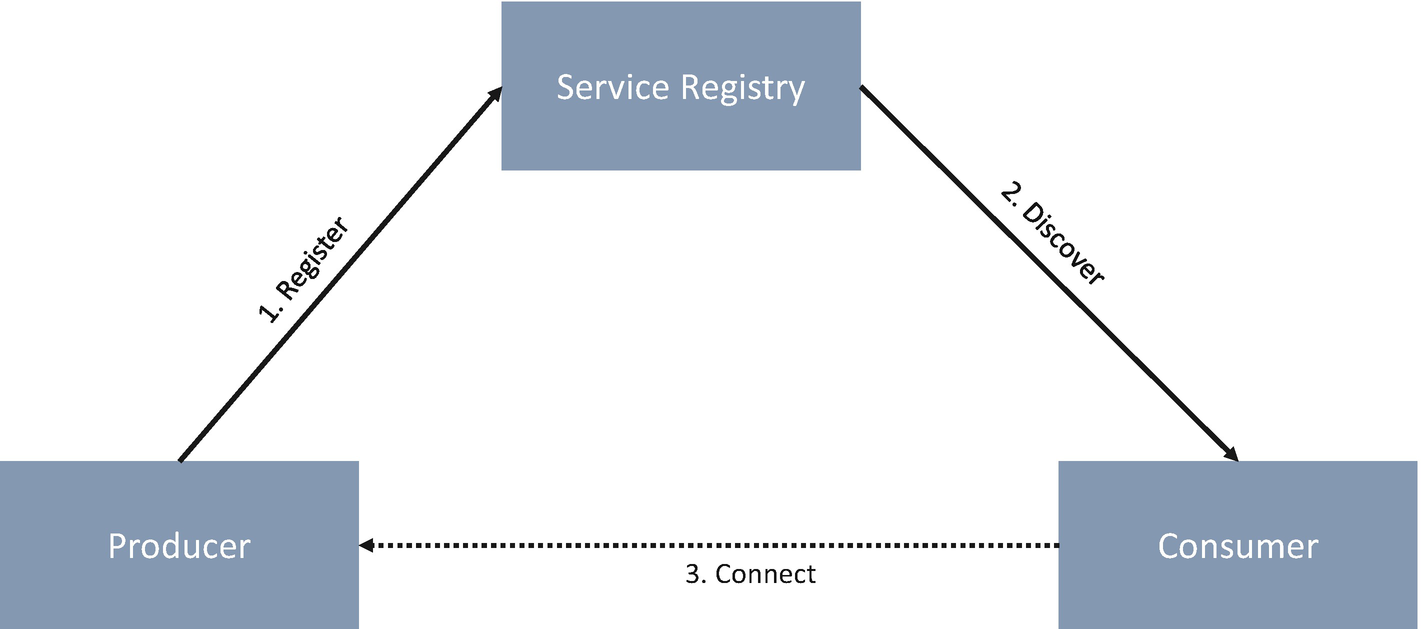 Service Registry
1. Register
2. Discover
Producer
3. Connect
Consumer